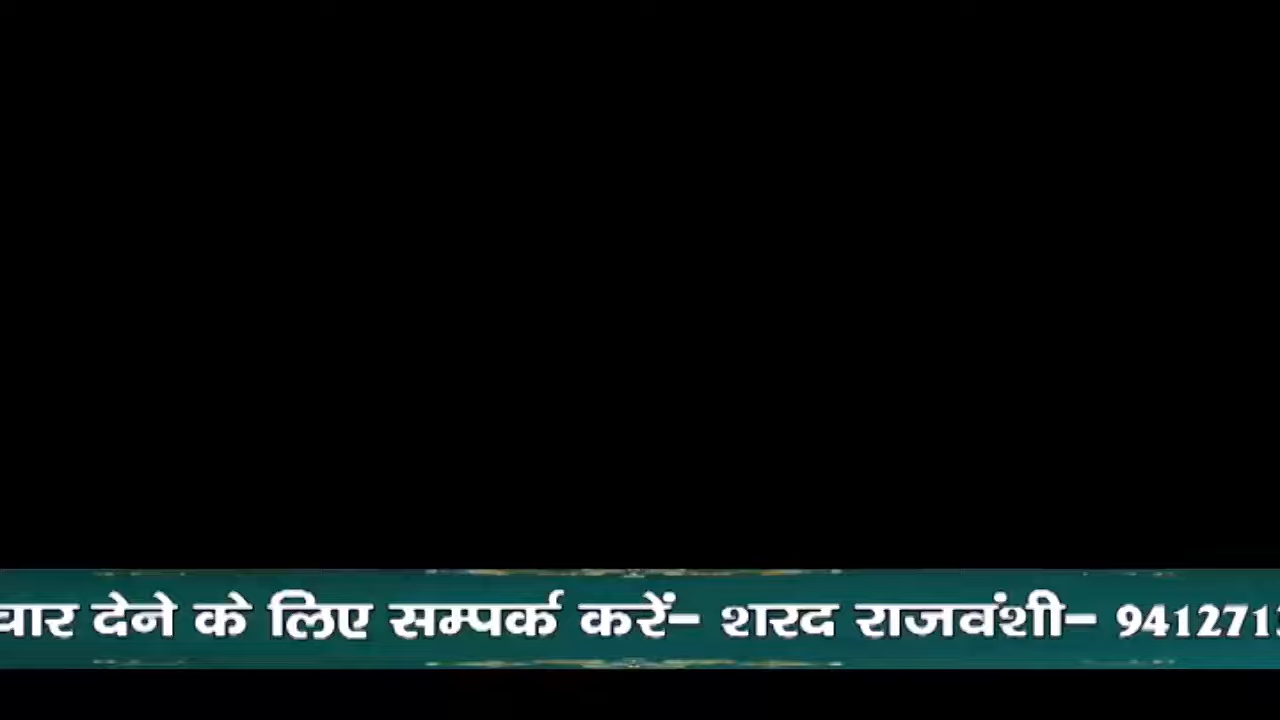 चार देने के लिए सम्पर्क करें- शरद राजवंशी- 941271